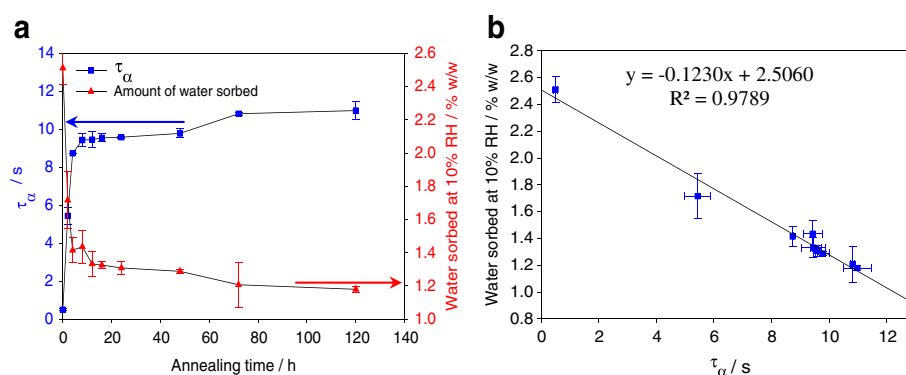 a
14
12
10
8
6
4
2
0
τα / s
τα
Amount of water sorbed
2.6
2.4
2.2
2.0
1.8
1.6
1.4
1.2
1.0
Water sorbed at 10% RH / % w/w
0 20 40 60 80 100 120 140
Annealing time / h
b
2.8
2.6
2.4
2.2
2.0
1.8
1.6
1.4
1.2
1.0
0.8
Water sorbed at 10% RH / % w/w
y = -0.1230x + 2.5060
R² = 0.9789
0 2 4 6 8 10 12
τα / s